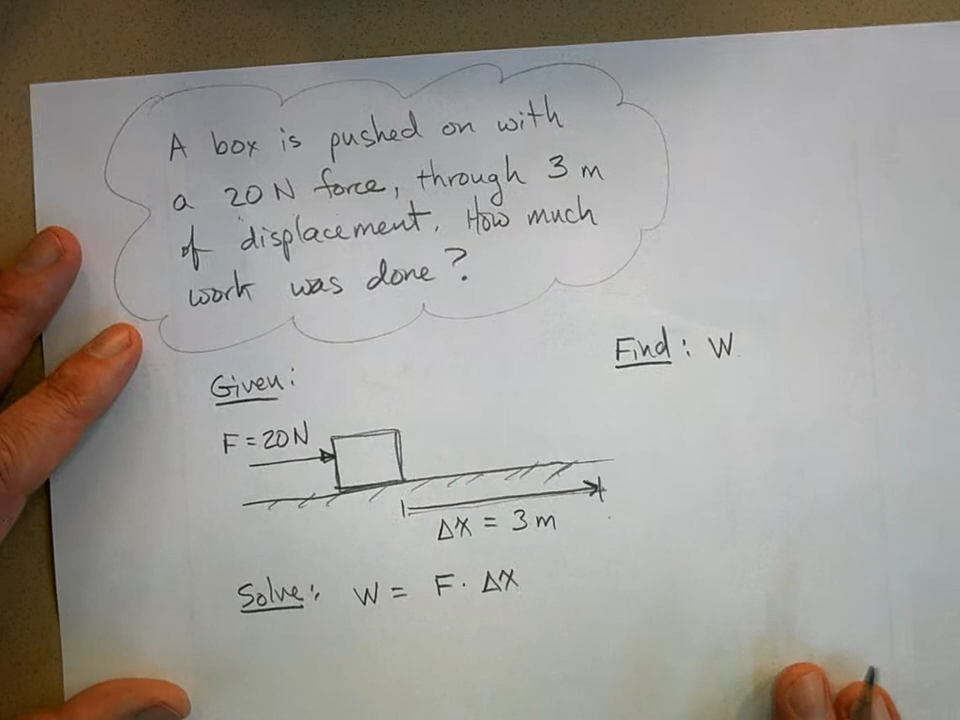 A box is pushed on with
a 20 N force, through 3 m
of displacement. How much
work was done?
Find: W
Given:
F = 20N
Δx = 3 m
Solve: W = F · Δx